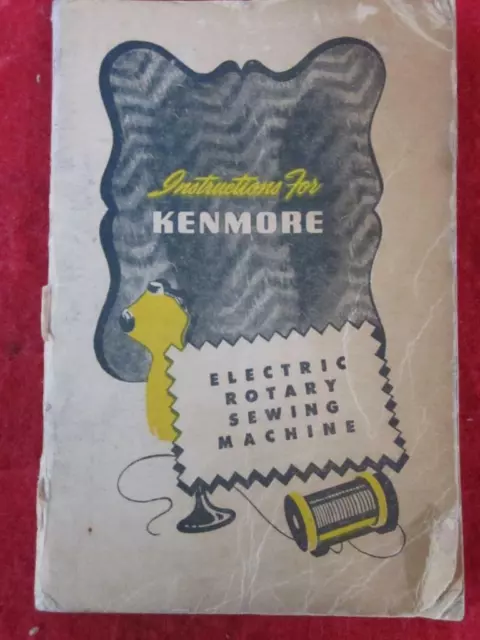 Instructions For
KENMORE
ELECTRIC
ROTARY
SEWING
MACHINE